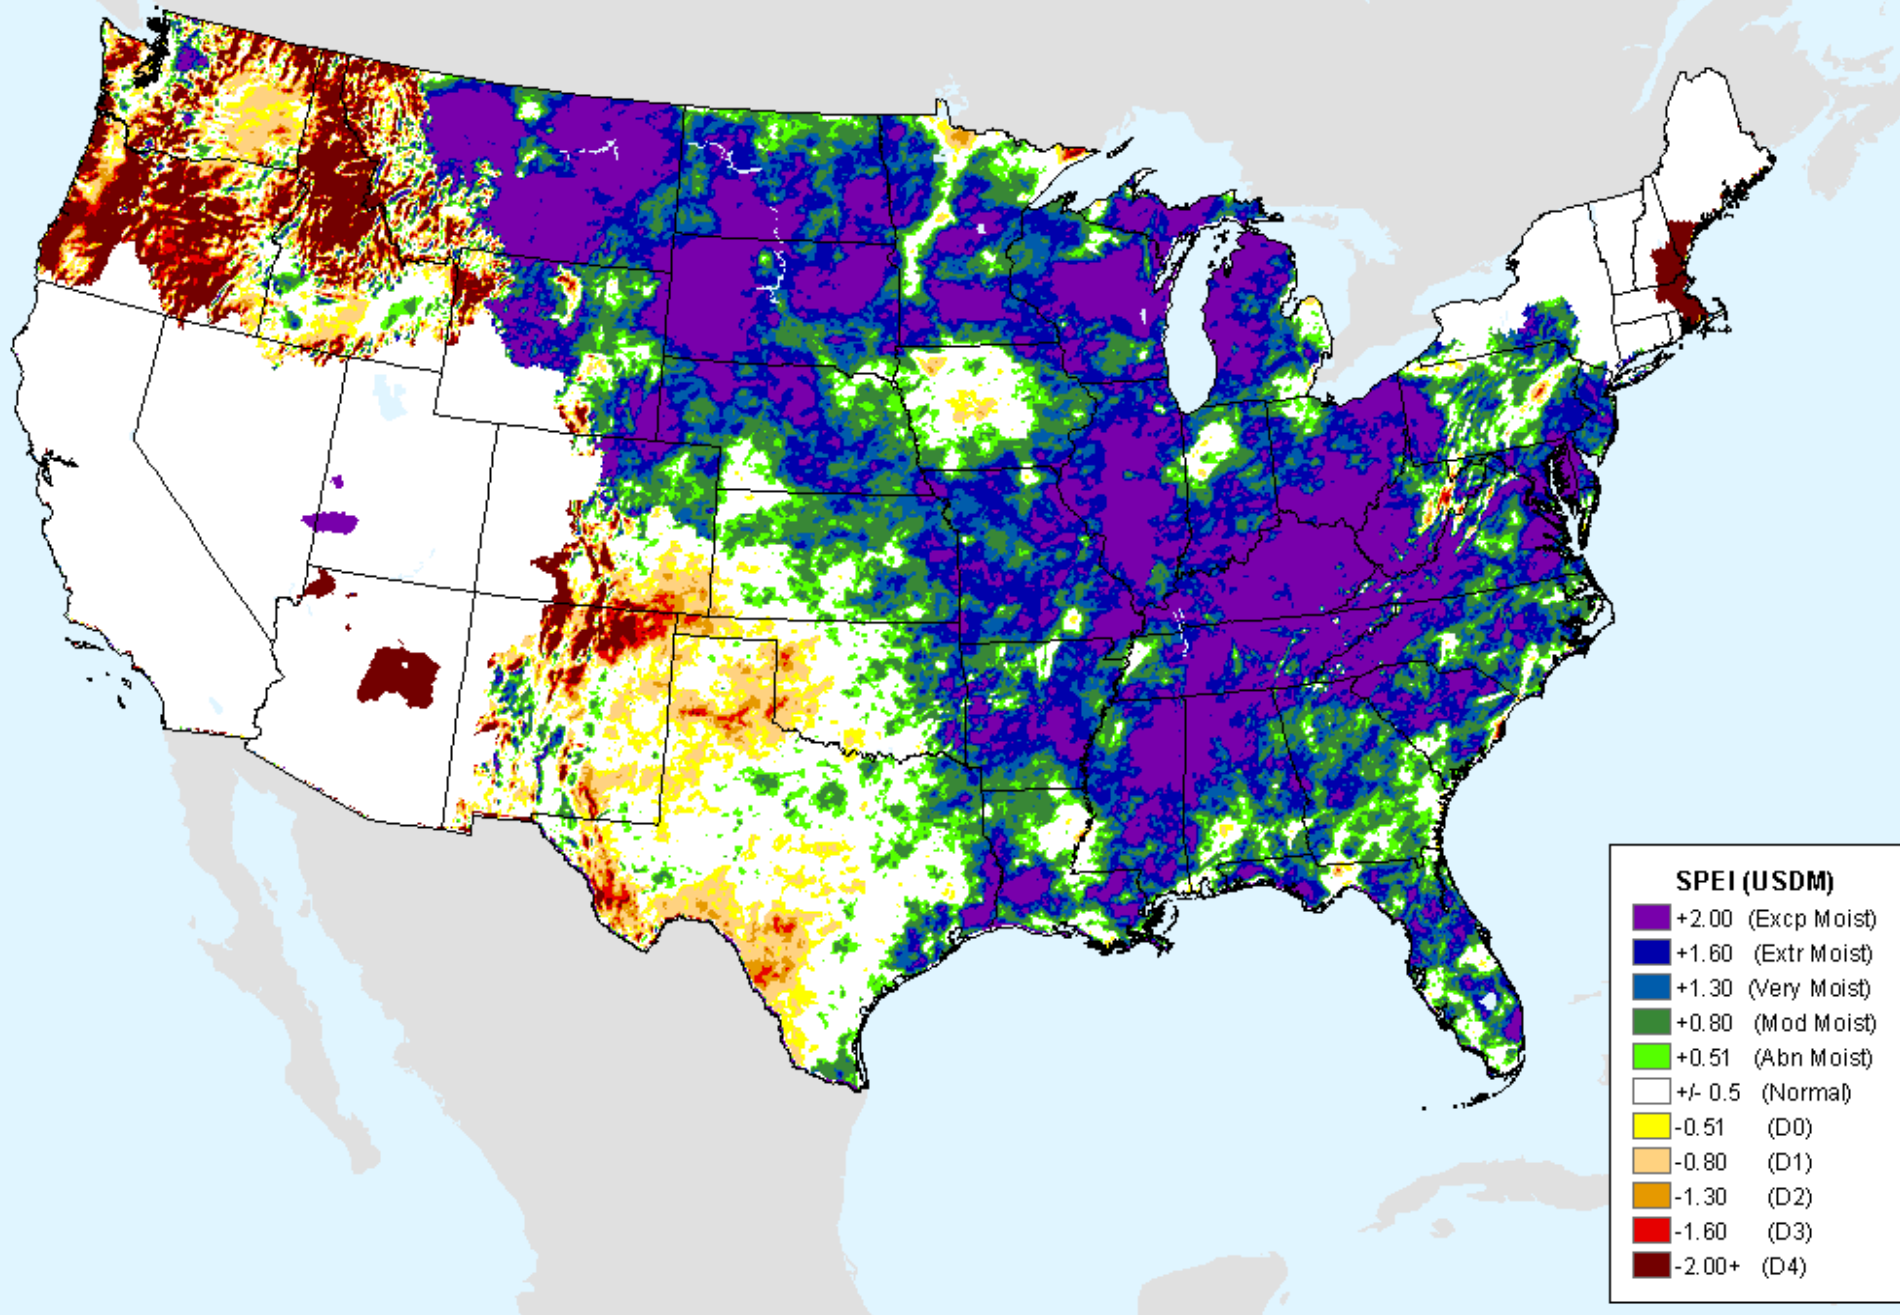 SPEI (USDM)
+2.00 (Excp Moist)
+1.60 (Extr Moist)
+1.30 (Very Moist)
+0.80 (Mod Moist)
+0.51 (Abn Moist)
+/- 0.5 (Normal)
-0.51 (D0)
-0.80 (D1)
-1.30 (D2)
-1.60 (D3)
-2.00+ (D4)